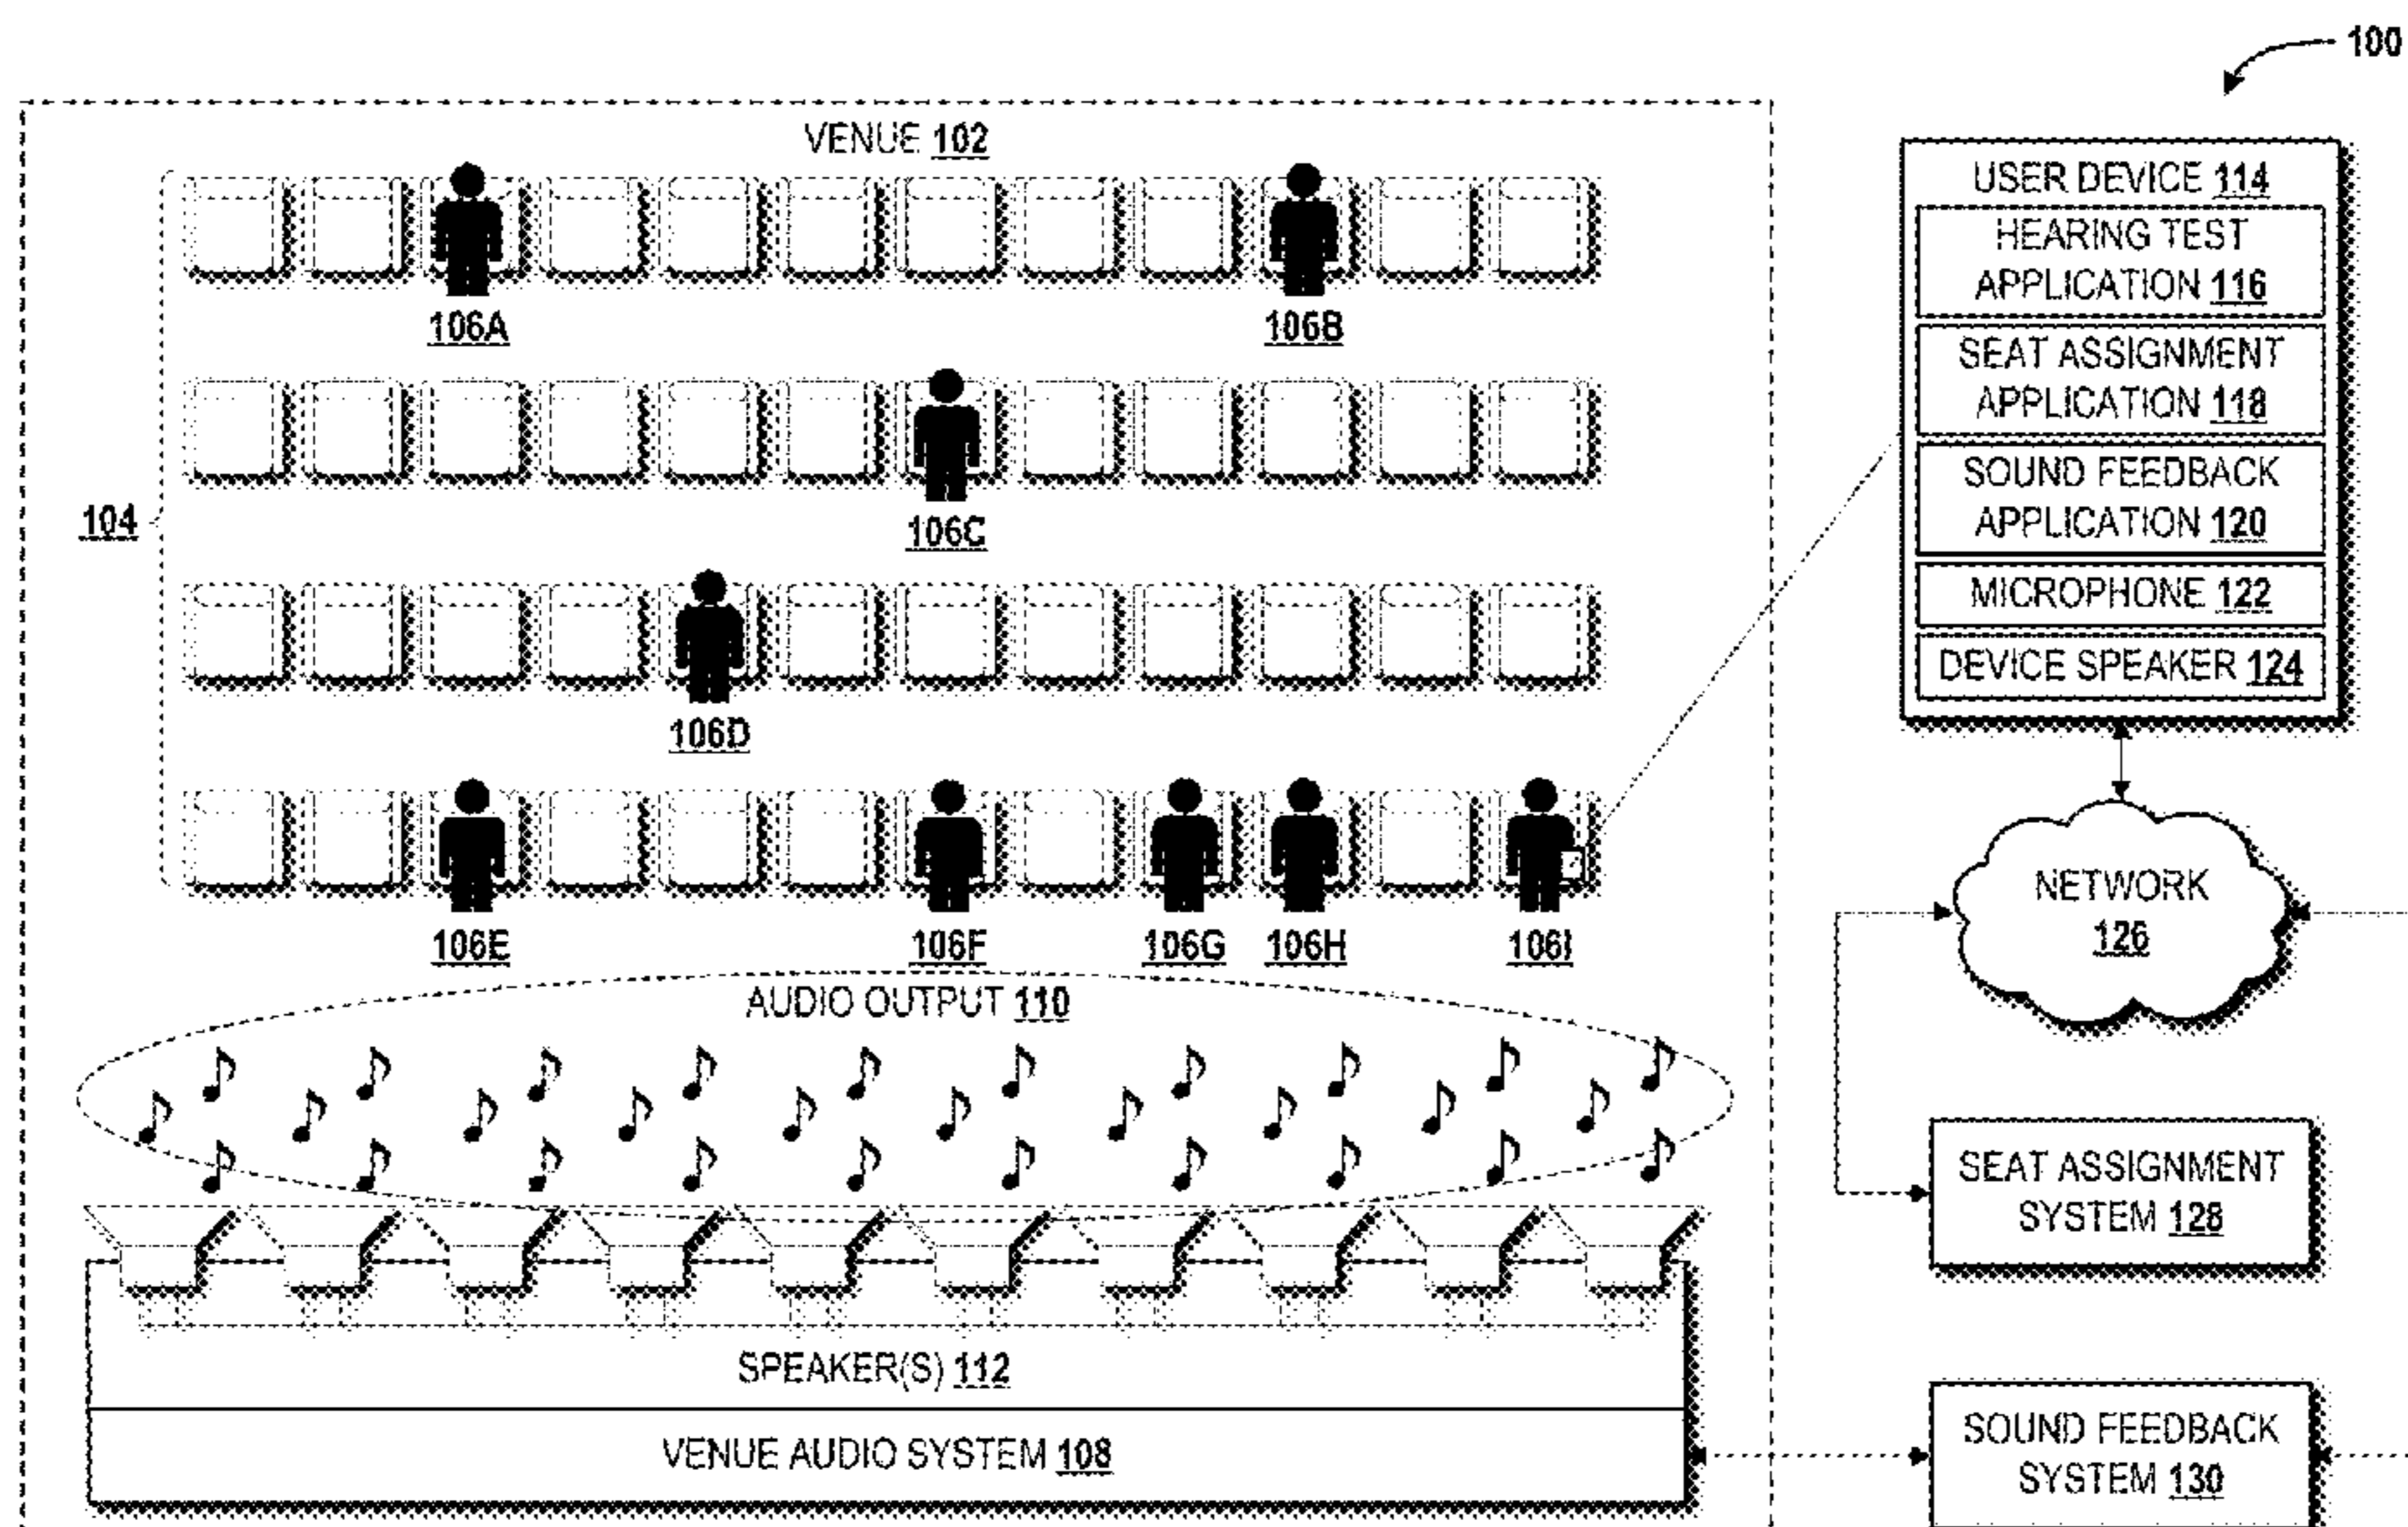 100
VENUE 102
106A
106B
104
106C
106D
106E
106F
106G
106H
106I
AUDIO OUTPUT 110
SPEAKER(S) 112
VENUE AUDIO SYSTEM 108
USER DEVICE 114
HEARING TEST
APPLICATION 116
SEAT ASSIGNMENT
APPLICATION 118
SOUND FEEDBACK
APPLICATION 120
MICROPHONE 122
DEVICE SPEAKER 124
NETWORK
126
SEAT ASSIGNMENT
SYSTEM 128
SOUND FEEDBACK
SYSTEM 130